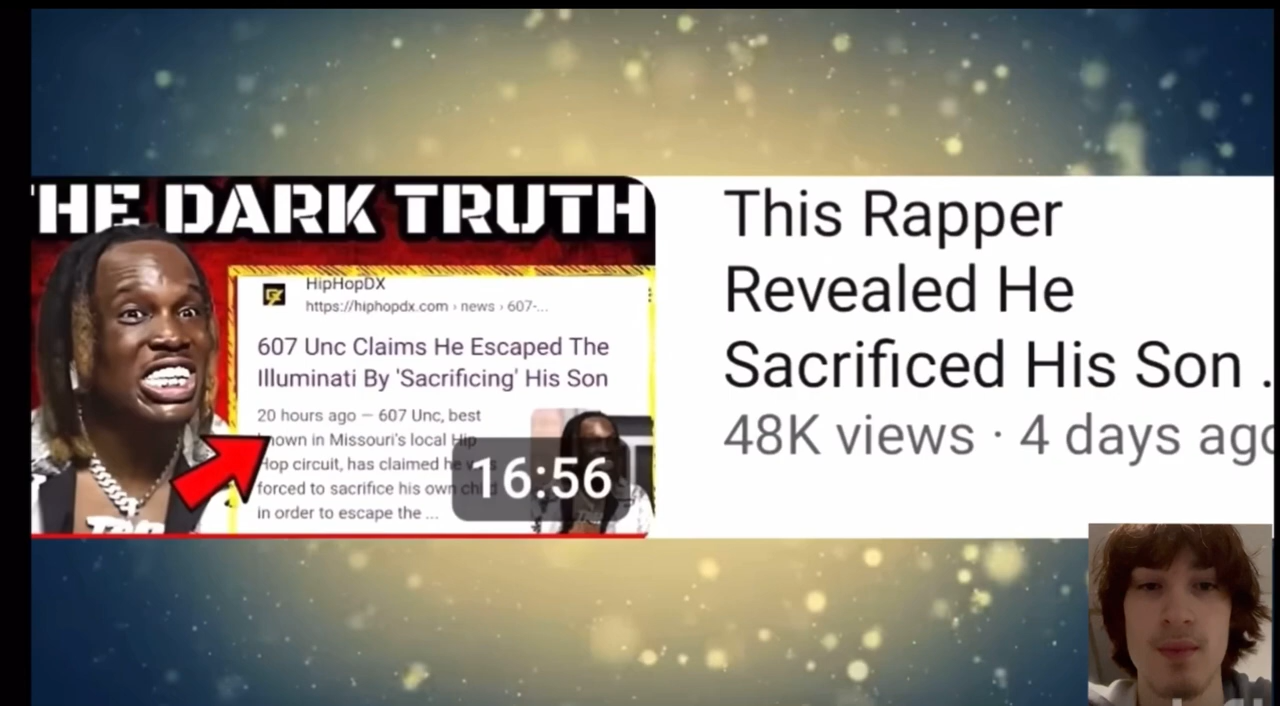 THE DARK TRUTH
HipHopDX
https://hiphopdx.com › news › 607-...
607 Unc Claims He Escaped The
Illuminati By 'Sacrificing' His Son
20 hours ago — 607 Unc, best
known in Missouri's local Hip
Hop circuit, has claimed he was
forced to sacrifice his own child
in order to escape the ...
16:56
This Rapper
Revealed He
Sacrificed His Son .
48K views · 4 days ago